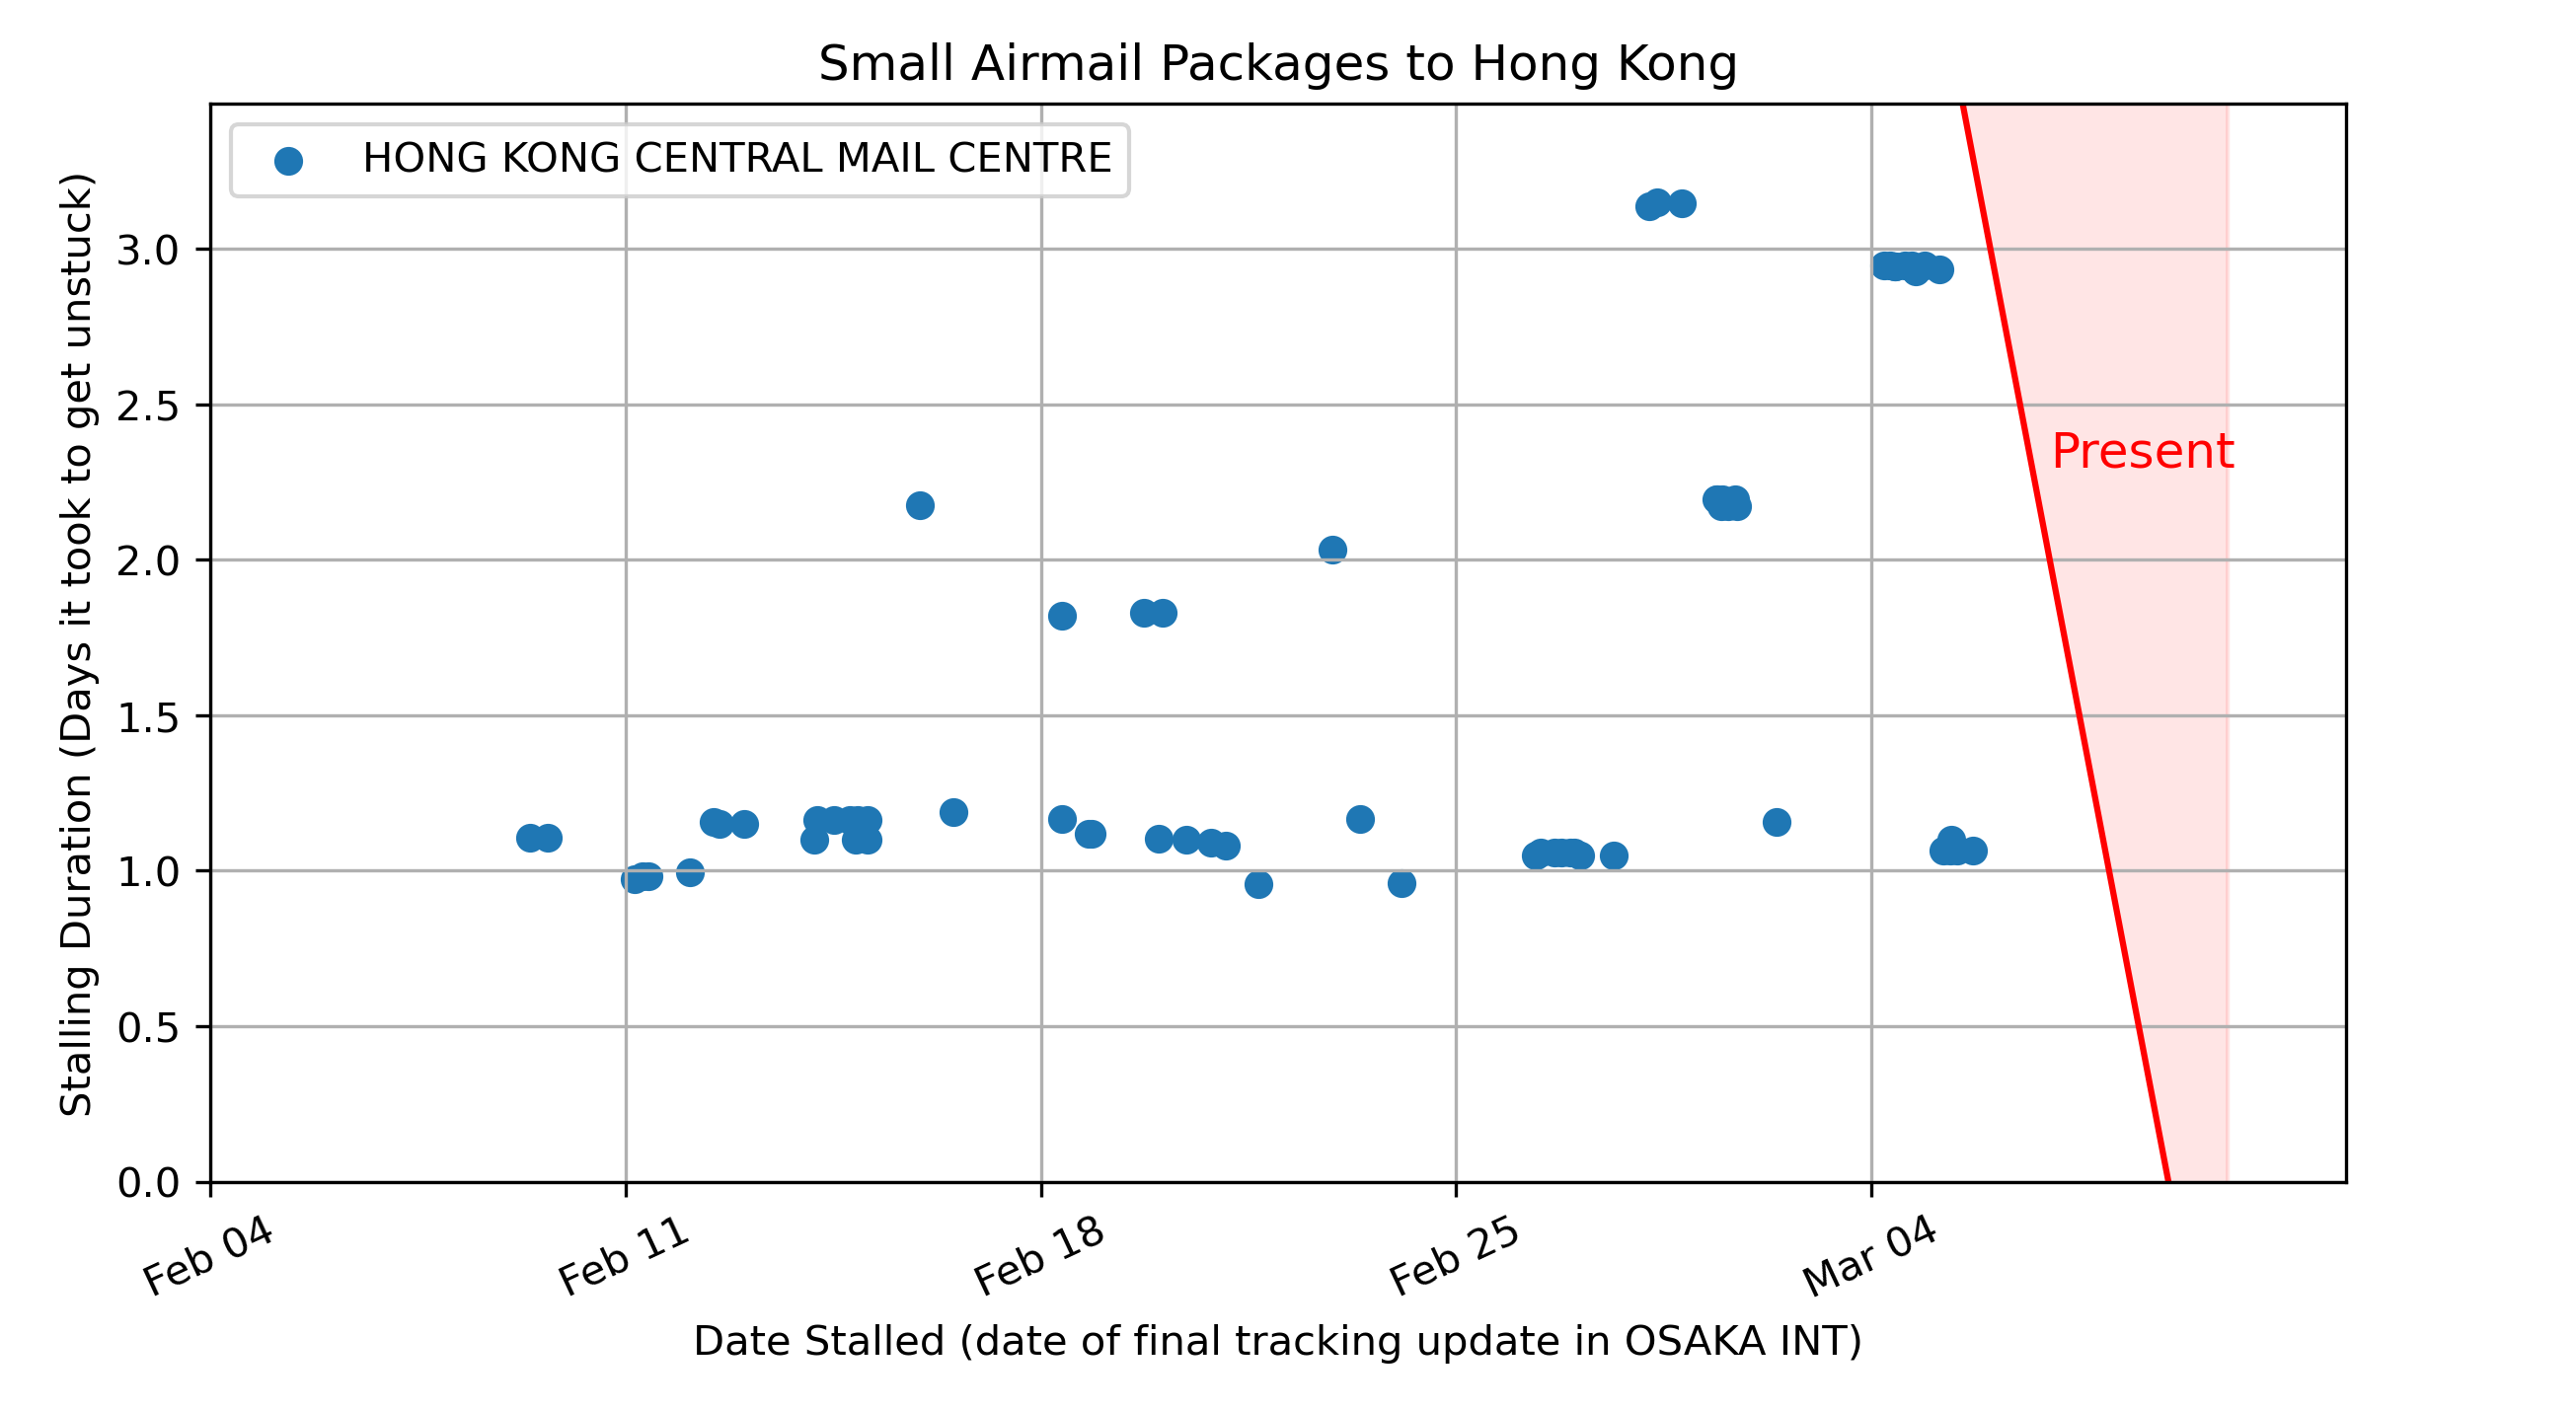 Small Airmail Packages to Hong Kong
HONG KONG CENTRAL MAIL CENTRE
Stalling Duration (Days it took to get unstuck)
3.0
2.5
2.0
1.5
1.0
0.5
0.0
Present
Feb 04
Feb 11
Feb 18
Feb 25
Mar 04
Date Stalled (date of final tracking update in OSAKA INT)